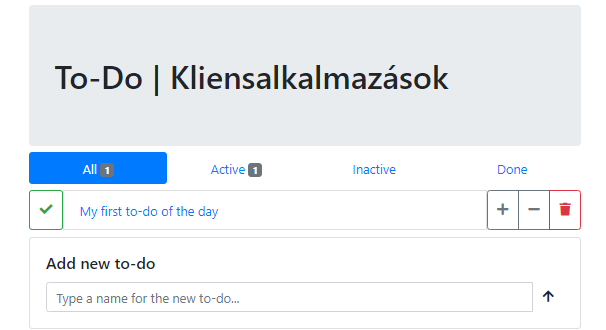 To-Do | Kliensalkalmazások
All 1 Active 1 Inactive Done
My first to-do of the day
Add new to-do
Type a name for the new to-do...